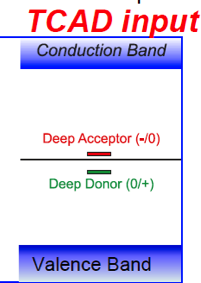 TCAD input
Conduction Band
Deep Acceptor (-/0)
Deep Donor (0/+)
Valence Band